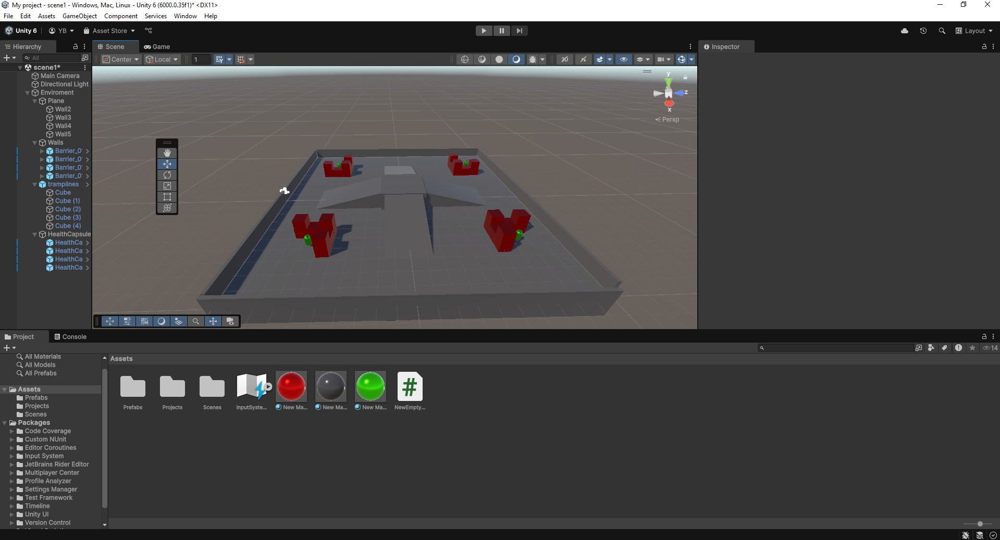 My project - scene1 - Windows, Mac, Linux - Unity 6 (6000.0.35f1)* <DX11>
File Edit Assets GameObject Component Services Window Help
Unity 6 YB Asset Store Layout
Hierarchy
Scene Game
Inspector
All
Center Local 1 2D
scene1*
Main Camera
Directional Light
Enviroment
Plane
Wall2
Wall3
Wall4
Wall5
Walls
Barrier_0
Barrier_0
Barrier_0
Barrier_0
tramplines
Cube
Cube (1)
Cube (2)
Cube (3)
Cube (4)
HealthCapsule
HealthCa
HealthCa
HealthCa
HealthCa
y
z
x
Persp
Project Console
14
All Materials
All Models
All Prefabs
Assets
Prefabs
Projects
Scenes
Packages
Code Coverage
Custom NUnit
Editor Coroutines
Input System
JetBrains Rider Editor
Multiplayer Center
Profile Analyzer
Settings Manager
Test Framework
Timeline
Unity UI
Version Control
Assets
Prefabs Projects Scenes InputSyste... New Ma... New Ma... New Ma... NewEmpty...